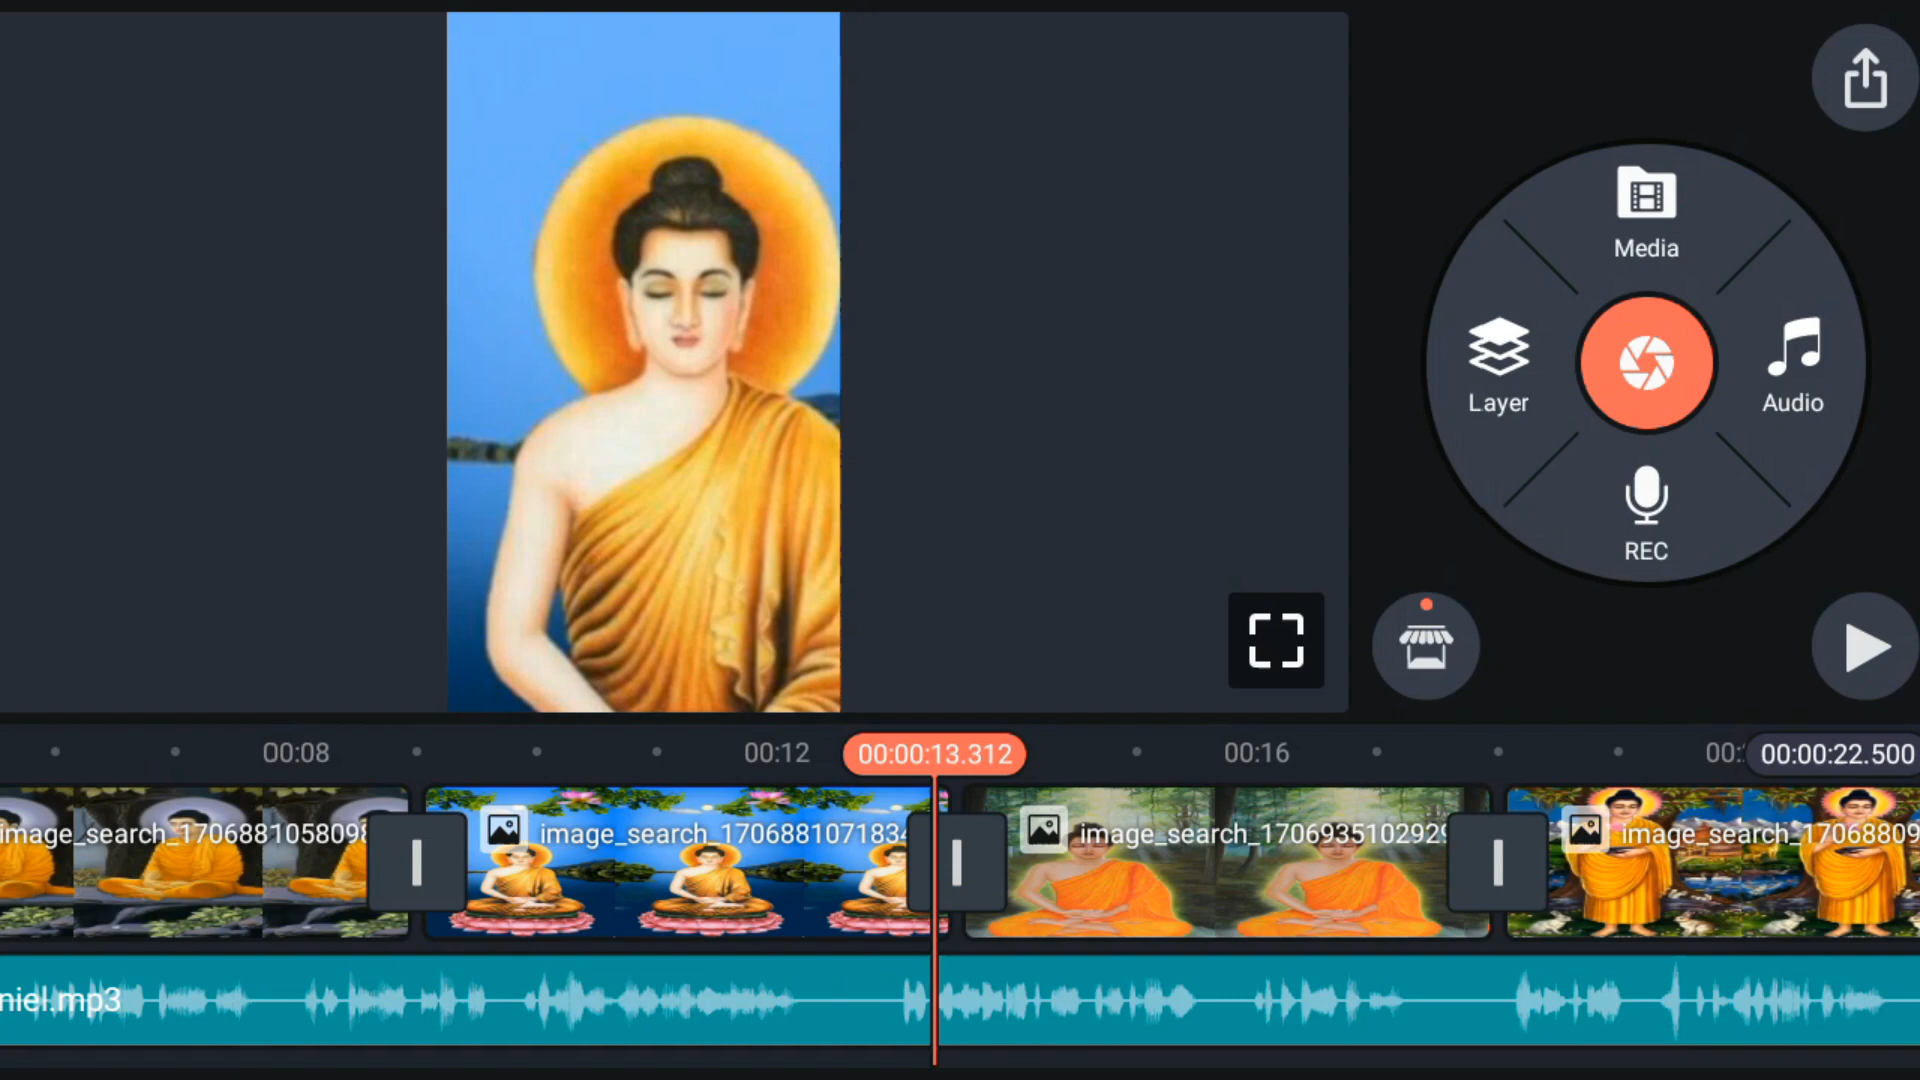 Media
Layer
Audio
REC
00:08
00:12
00:00:13.312
00:16
00:
00:00:22.500
image_search_170688105809
image_search_170688107183
image_search_170693510292
image_search_17068809
niel.mp3